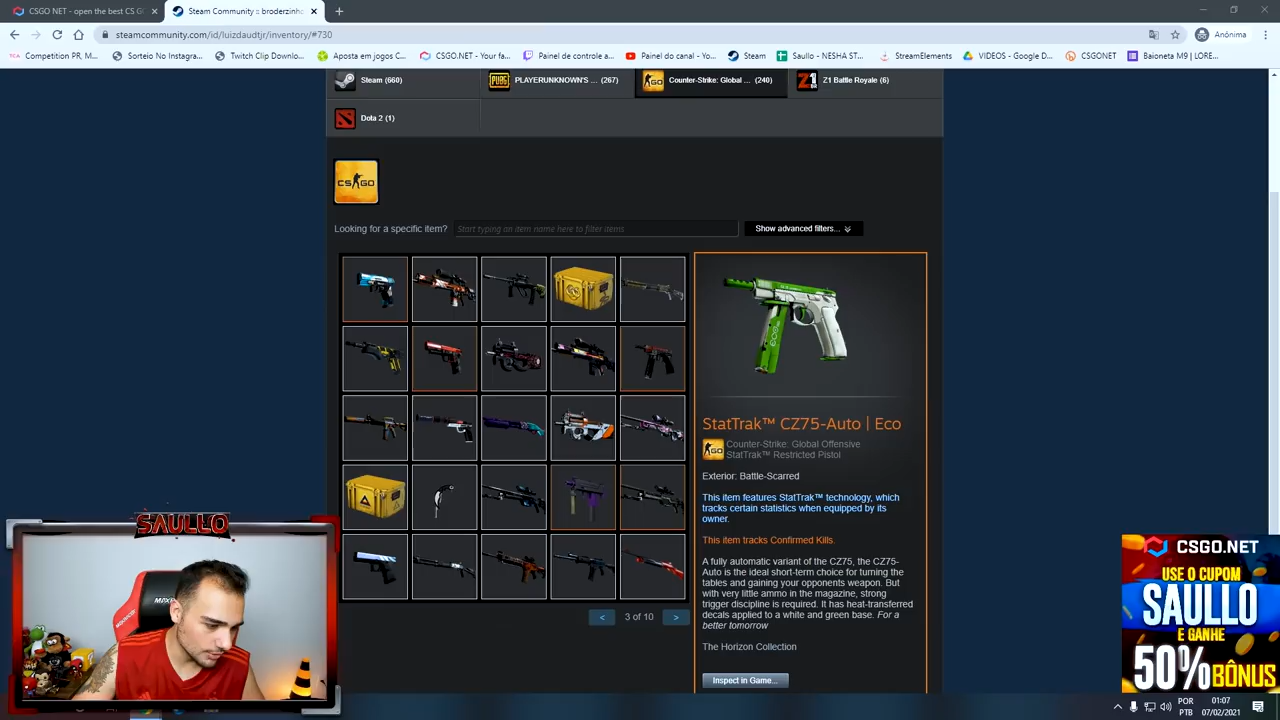 CSGO NET - open the best CS G
Steam Community :: broderzinho
steamcommunity.com/id/luizdaudtjr/inventory/#730
Anônima
Competition PR, M...
Sorteio No Instagra...
Twitch Clip Downlo...
Aposta em jogos C...
CSGO.NET - Your fa...
Painel de controle a...
Painel do canal - Yo...
Steam
Saullo - NESHA ST...
StreamElements
VIDEOS - Google D...
CSGONET
Baioneta M9 | LORE...
Steam (660)
PLAYERUNKNOWN'S ... (267)
Counter-Strike: Global ... (240)
Z1 Battle Royale (6)
Dota 2 (1)
CS GO
Looking for a specific item?
Start typing an item name here to filter items
Show advanced filters...
StatTrak™ CZ75-Auto | Eco
Counter-Strike: Global Offensive
StatTrak™ Restricted Pistol
Exterior: Battle-Scarred
This item features StatTrak™ technology, which
tracks certain statistics when equipped by its
owner.
This item tracks Confirmed Kills.
A fully automatic variant of the CZ75, the CZ75-
Auto is the ideal short-term choice for turning the
tables and gaining your opponents weapon. But
with very little ammo in the magazine, strong
trigger discipline is required. It has heat-transferred
decals applied to a white and green base. For a
better tomorrow
The Horizon Collection
Inspect in Game...
< 3 of 10 >
SAULLO
CSGO.NET
USE O CUPOM
SAULLO
E GANHE
50% BÔNUS
POR
PTB
01:07
07/02/2021